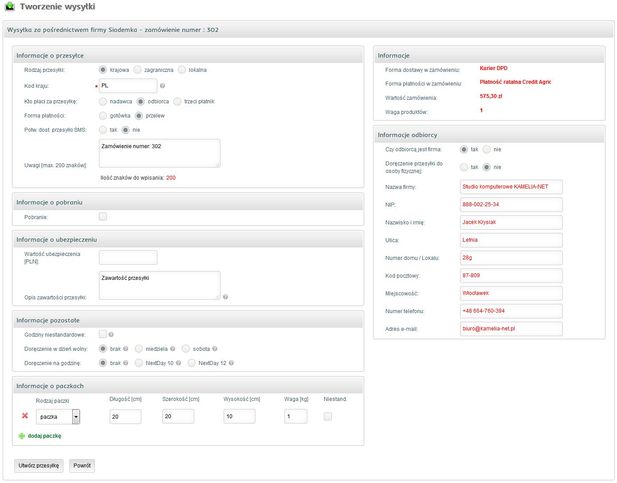 Tworzenie wysyłki
Wysyłka za pośrednictwem firmy Siodemka - zamówienie numer : 302
Informacje o przesyłce
Rodzaj przesyłki: krajowa zagraniczna lokalna
Kod kraju: PL
Kto płaci za przesyłkę: nadawca odbiorca trzeci płatnik
Forma płatności: gotówka przelew
Potw. dost. przesyłki SMS: tak nie
Uwagi [max. 200 znaków]: Zamówienie numer: 302
Ilość znaków do wpisania: 200
Informacje o pobraniu
Pobranie:
Informacje o ubezpieczeniu
Wartość ubezpieczenia
[PLN]:
Opis zawartości przesyłki: Zawartość przesyłki
Informacje pozostałe
Godziny niestandardowe:
Doręczenie w dzień wolny: brak niedziela sobota
Doręczenie na godzinę: brak NextDay 10 NextDay 12
Informacje o paczkach
Rodzaj paczki Długość [cm] Szerokość [cm] Wysokość [cm] Waga [kg] Niestand.
paczka 20 20 10 1
dodaj paczkę
Utwórz przesyłkę Powrót
Informacje
Forma dostawy w zamówieniu: Kurier DPD
Forma płatności w zamówieniu: Płatność ratalna Credit Agric
Wartość zamówienia: 575,30 zł
Waga produktów: 1
Informacje odbiorcy
Czy odbiorcą jest firma: tak nie
Doręczenie przesyłki do
osoby fizycznej: tak nie
Nazwa firmy: Studio komputerowe KAMELIA-NET
NIP: 888-002-25-34
Nazwisko i imię: Jacek Kłysiak
Ulica: Letnia
Numer domu / Lokalu: 28g
Kod pocztowy: 87-809
Miejscowość: Włocławek
Numer telefonu: +48 664-760-394
Adres e-mail: biuro@kamelia-net.pl